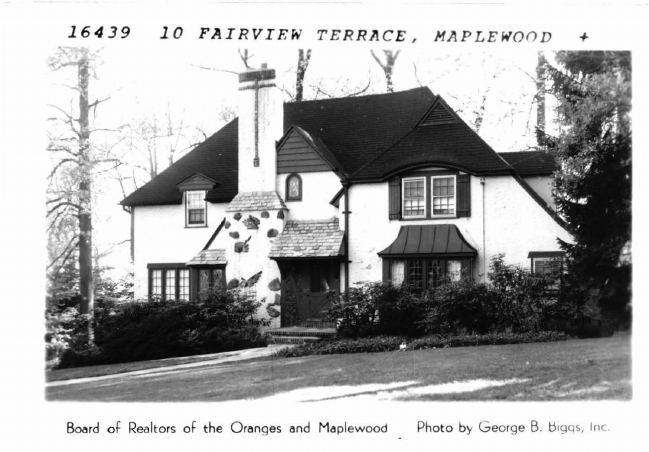 16439 10 FAIRVIEW TERRACE, MAPLEWOOD +
Board of Realtors of the Oranges and Maplewood Photo by George B. Biggs, Inc.